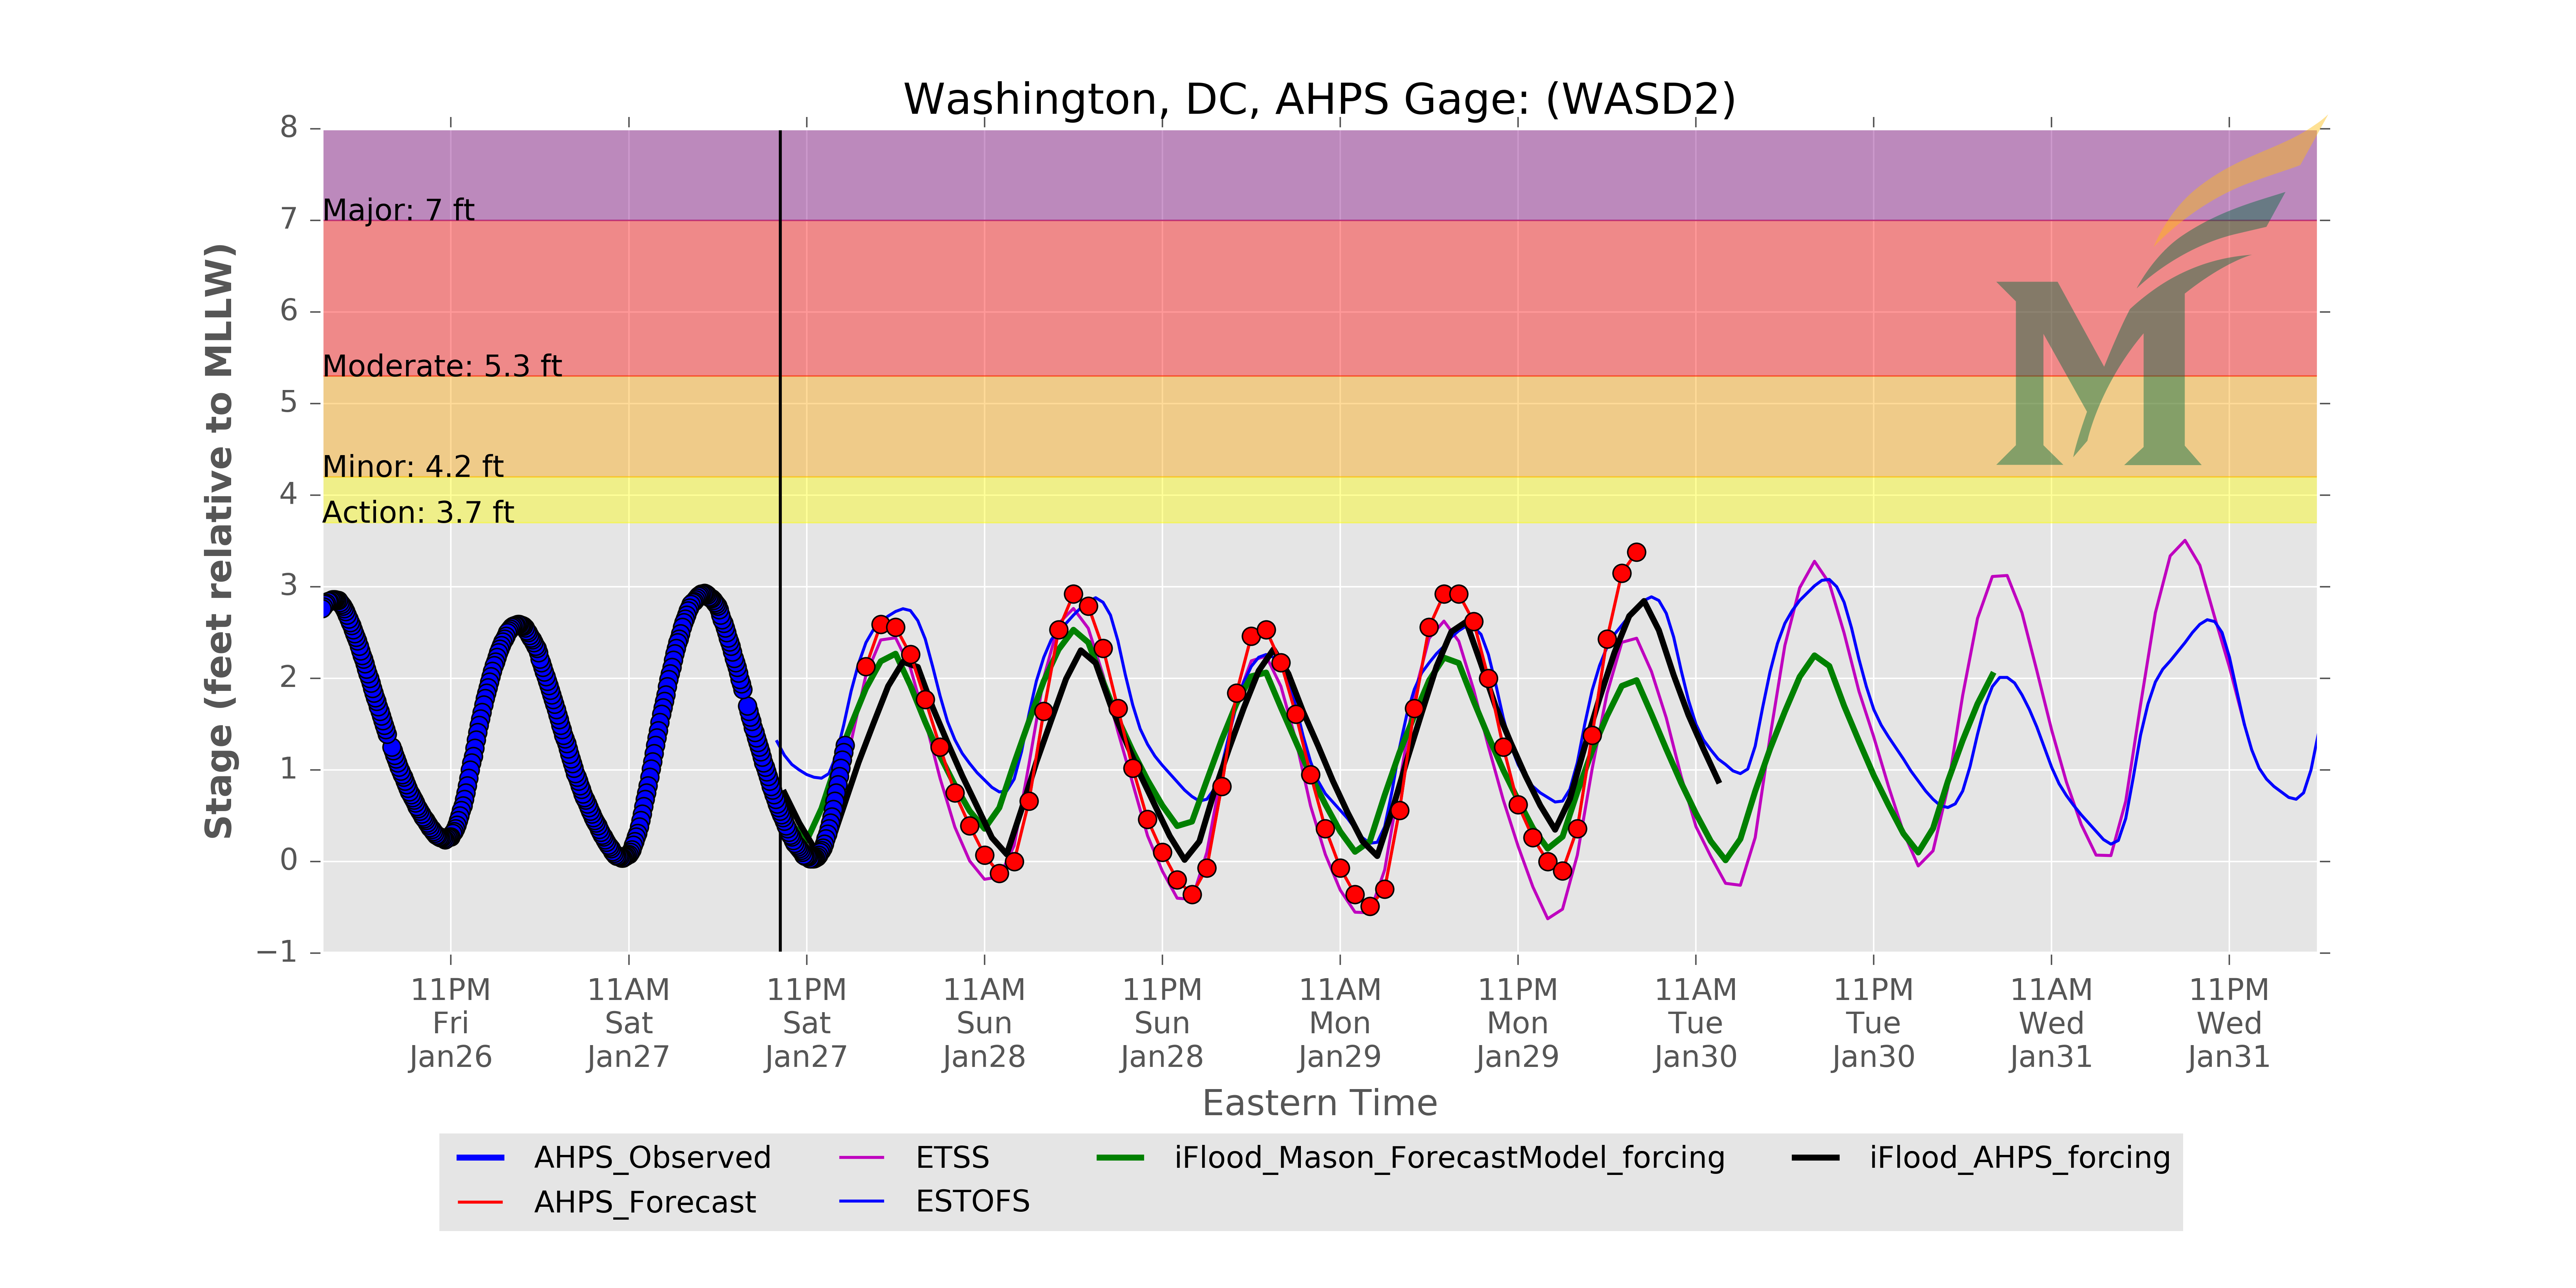 Washington, DC, AHPS Gage: (WASD2)
Stage (feet relative to MLLW)
8
7
6
5
4
3
2
1
0
−1
Major: 7 ft
Moderate: 5.3 ft
Minor: 4.2 ft
Action: 3.7 ft
M
11PM 11AM 11PM 11AM 11PM 11AM 11PM 11AM 11PM 11AM 11PM
Fri Sat Sat Sun Sun Mon Mon Tue Tue Wed Wed
Jan26 Jan27 Jan27 Jan28 Jan28 Jan29 Jan29 Jan30 Jan30 Jan31 Jan31
Eastern Time
AHPS_Observed ETSS iFlood_Mason_ForecastModel_forcing iFlood_AHPS_forcing
AHPS_Forecast ESTOFS